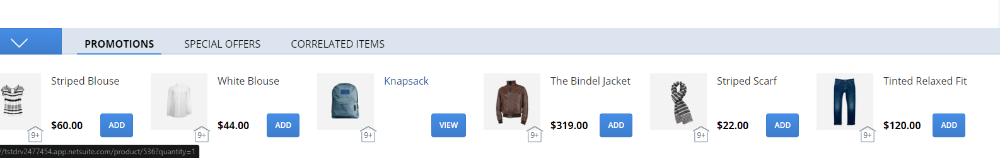 PROMOTIONS SPECIAL OFFERS CORRELATED ITEMS
Striped Blouse
$60.00 ADD
9+
White Blouse
$44.00 ADD
9+
Knapsack
VIEW
9+
The Bindel Jacket
$319.00 ADD
9+
Striped Scarf
$22.00 ADD
9+
Tinted Relaxed Fit
$120.00 ADD
9+
//tstdrv2477454.app.netsuite.com/product/536?quantity=1